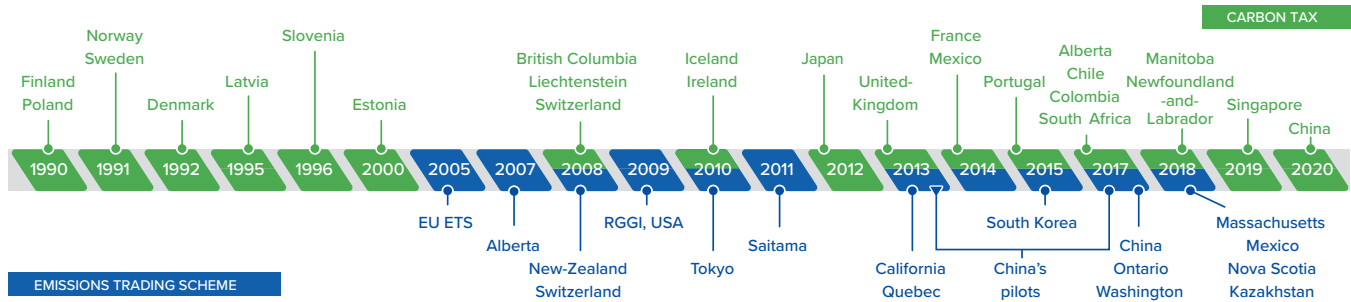 CARBON TAX
Finland
Poland
Norway
Sweden
Denmark
Latvia
Slovenia
Estonia
British Columbia
Liechtenstein
Switzerland
Iceland
Ireland
Japan
United-
Kingdom
France
Mexico
Portugal
Alberta
Chile
Colombia
South Africa
Manitoba
Newfoundland
-and-
Labrador
Singapore
China
1990 1991 1992 1995 1996 2000 2005 2007 2008 2009 2010 2011 2012 2013 2014 2015 2017 2018 2019 2020
EU ETS
Alberta
New-Zealand
Switzerland
RGGI, USA
Tokyo
Saitama
California
Quebec
China's
pilots
South Korea
China
Ontario
Washington
Massachusetts
Mexico
Nova Scotia
Kazakhstan
EMISSIONS TRADING SCHEME